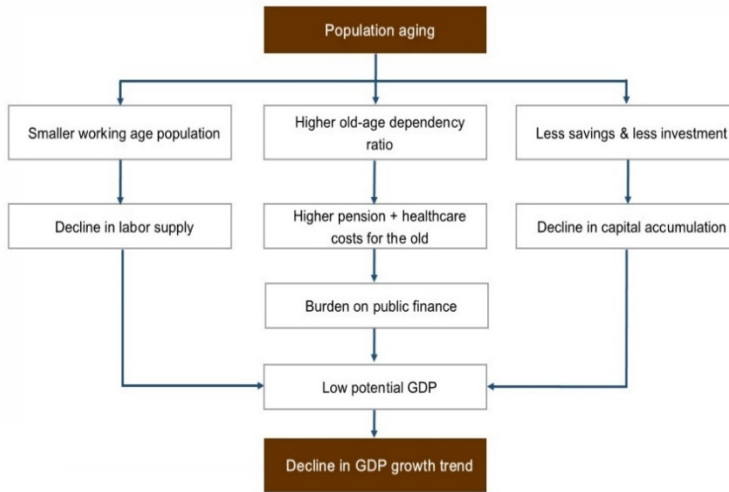 Population aging
Smaller working age population
Higher old-age dependency
ratio
Less savings & less investment
Decline in labor supply
Higher pension + healthcare
costs for the old
Decline in capital accumulation
Burden on public finance
Low potential GDP
Decline in GDP growth trend